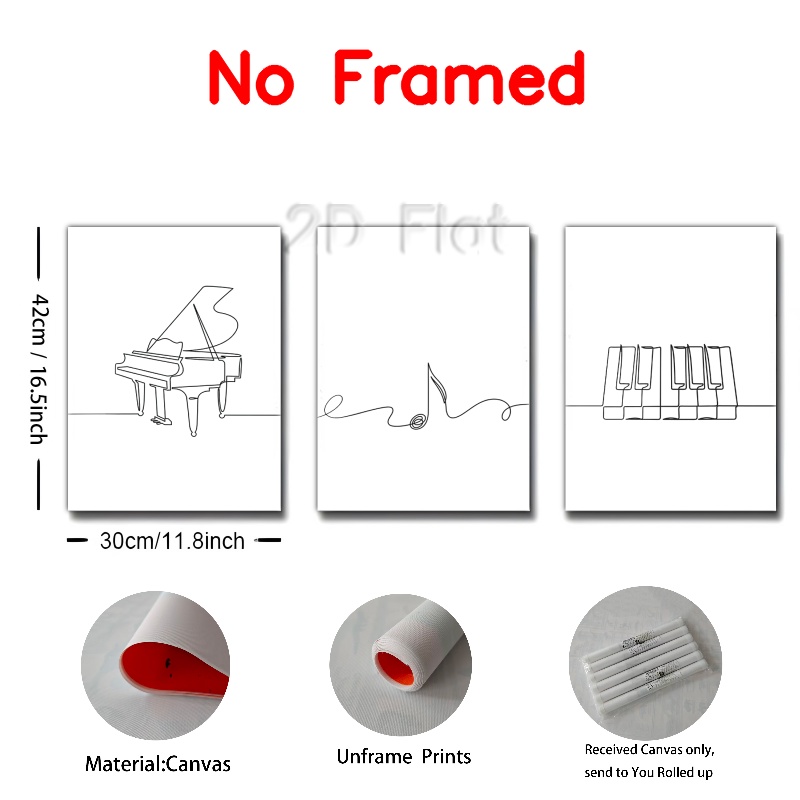 No Framed
2D Flat
42cm / 16.5inch
30cm/11.8inch
Material:Canvas
Unframe Prints
Received Canvas only,
send to You Rolled up